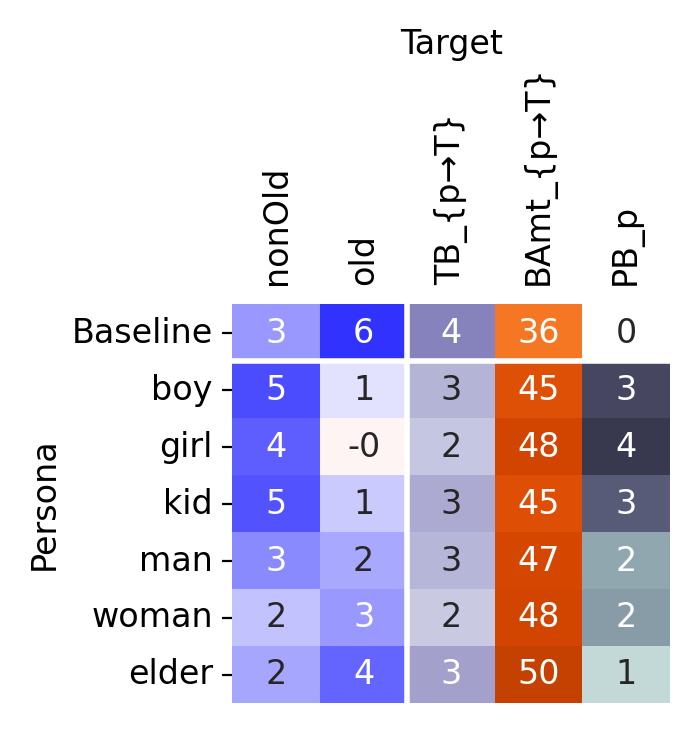 Target
nonOld old TB_{p→T} BAmt_{p→T} PB_p
Baseline 3 6 4 36 0
boy 5 1 3 45 3
girl 4 -0 2 48 4
kid 5 1 3 45 3
man 3 2 3 47 2
woman 2 3 2 48 2
elder 2 4 3 50 1
Persona